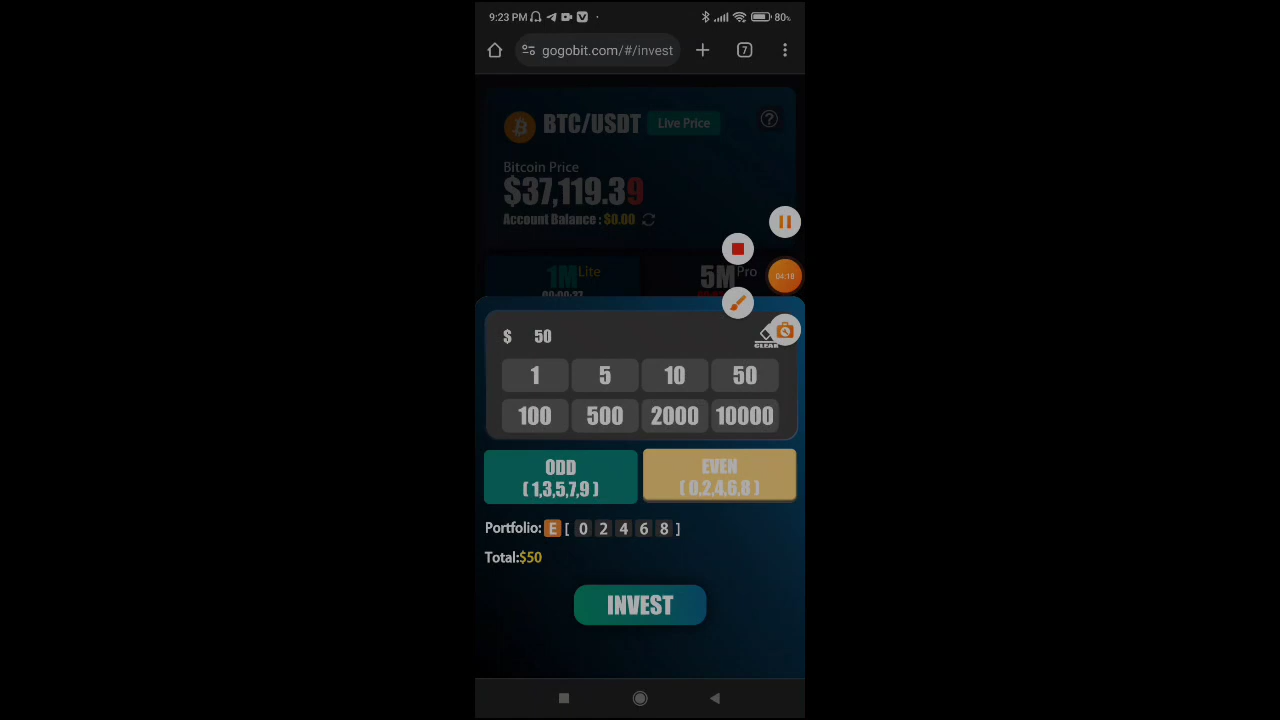 9:23 PM 80%
gogobit.com/#/invest 7
BTC/USDT Live Price ?
Bitcoin Price
$37,119.39
Account Balance : $0.00
1M Lite 5M Pro
00:00:27
04:18
$ 50
CLEAR
1 5 10 50
100 500 2000 10000
ODD EVEN
( 1,3,5,7,9 ) ( 0,2,4,6,8 )
Portfolio: E [ 0 2 4 6 8 ]
Total:$50
INVEST